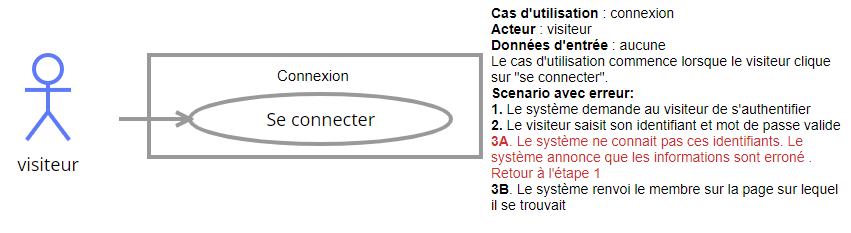 visiteur
Connexion
Se connecter
Cas d'utilisation : connexion
Acteur : visiteur
Données d'entrée : aucune
Le cas d'utilisation commence lorsque le visiteur clique
sur "se connecter".
Scenario avec erreur:
1. Le système demande au visiteur de s'authentifier
2. Le visiteur saisit son identifiant et mot de passe valide
3A. Le système ne connait pas ces identifiants. Le
système annonce que les informations sont erroné .
Retour à l'étape 1
3B. Le système renvoi le membre sur la page sur lequel
il se trouvait